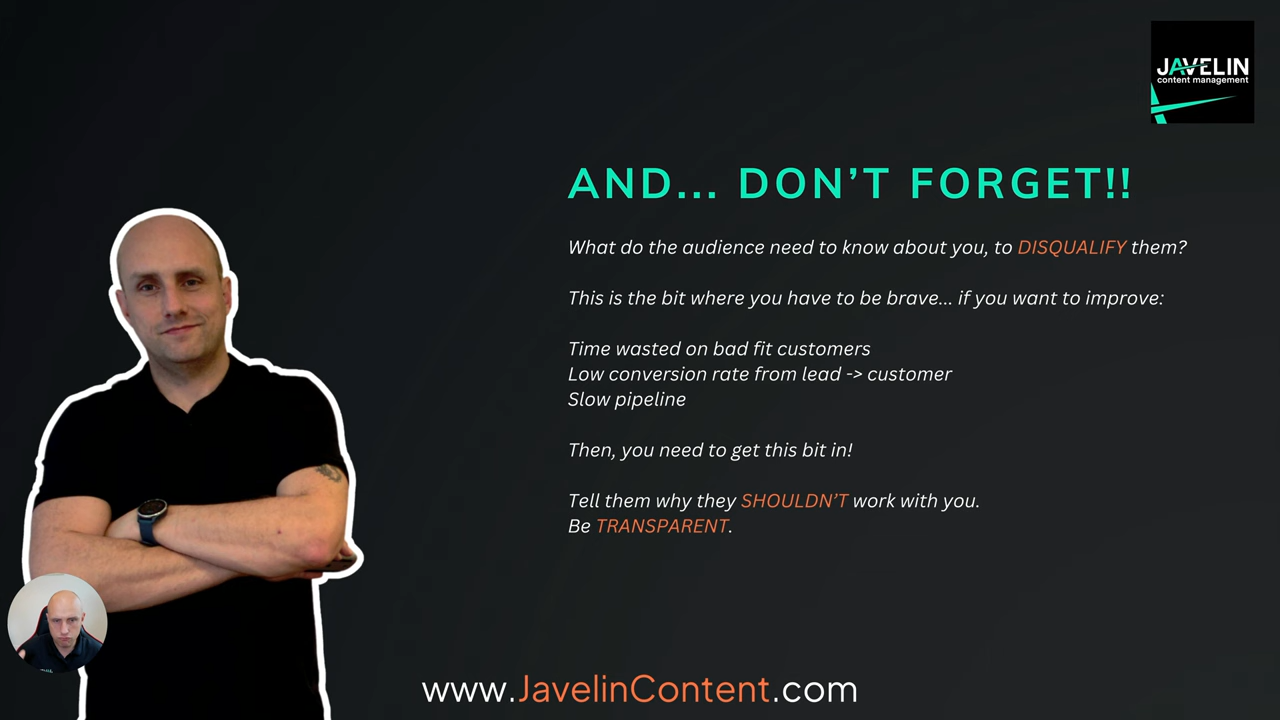 JAVELIN
content management
AND... DON’T FORGET!!
What do the audience need to know about you, to DISQUALIFY them?
This is the bit where you have to be brave... if you want to improve:
Time wasted on bad fit customers
Low conversion rate from lead -> customer
Slow pipeline
Then, you need to get this bit in!
Tell them why they SHOULDN’T work with you.
Be TRANSPARENT.
www.JavelinContent.com